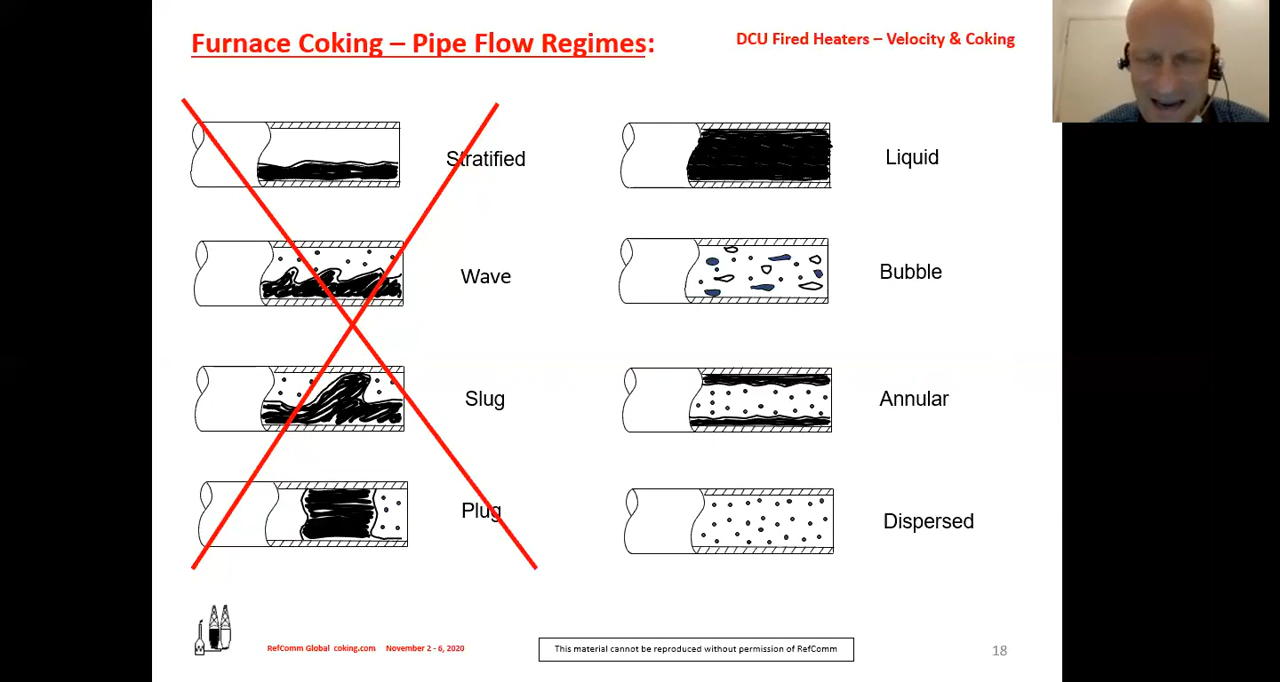 Furnace Coking – Pipe Flow Regimes:
DCU Fired Heaters – Velocity & Coking
Stratified
Wave
Slug
Plug
Liquid
Bubble
Annular
Dispersed
RefComm Global coking.com November 2 - 6, 2020
This material cannot be reproduced without permission of RefComm
18